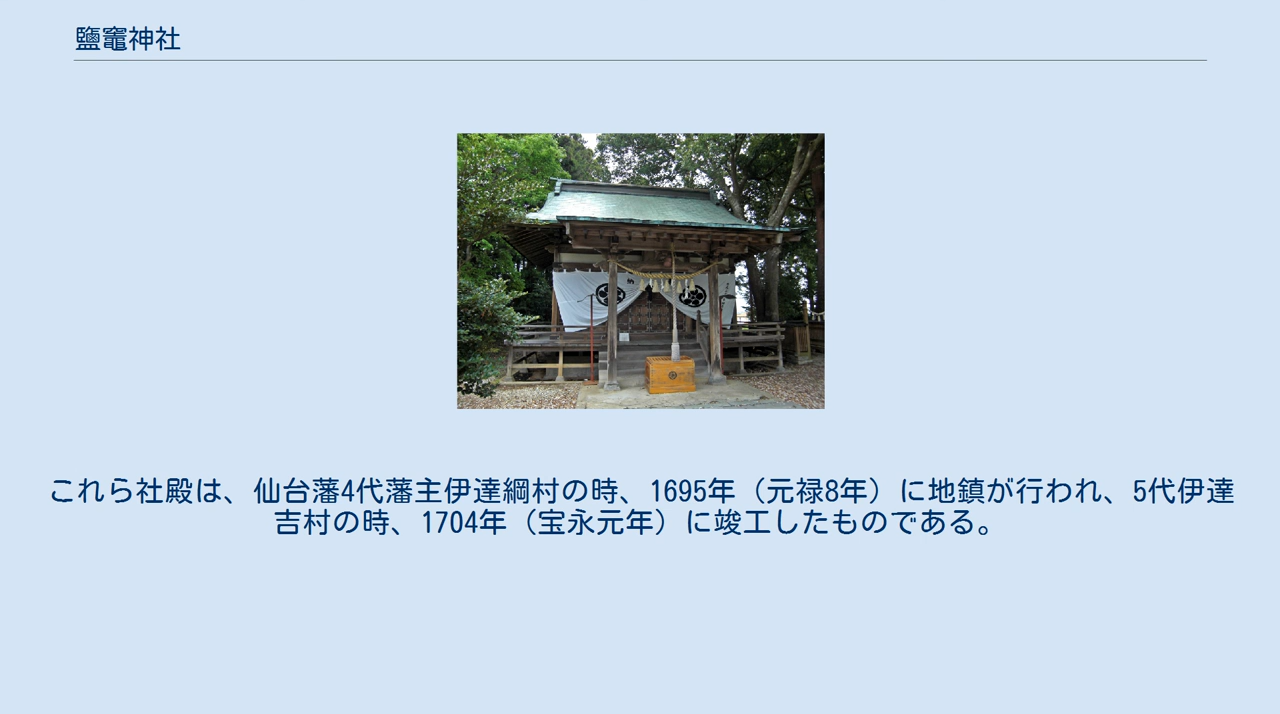 鹽竈神社
これら社殿は、仙台藩4代藩主伊達綱村の時、1695年（元禄8年）に地鎮が行われ、5代伊達
吉村の時、1704年（宝永元年）に竣工したものである。